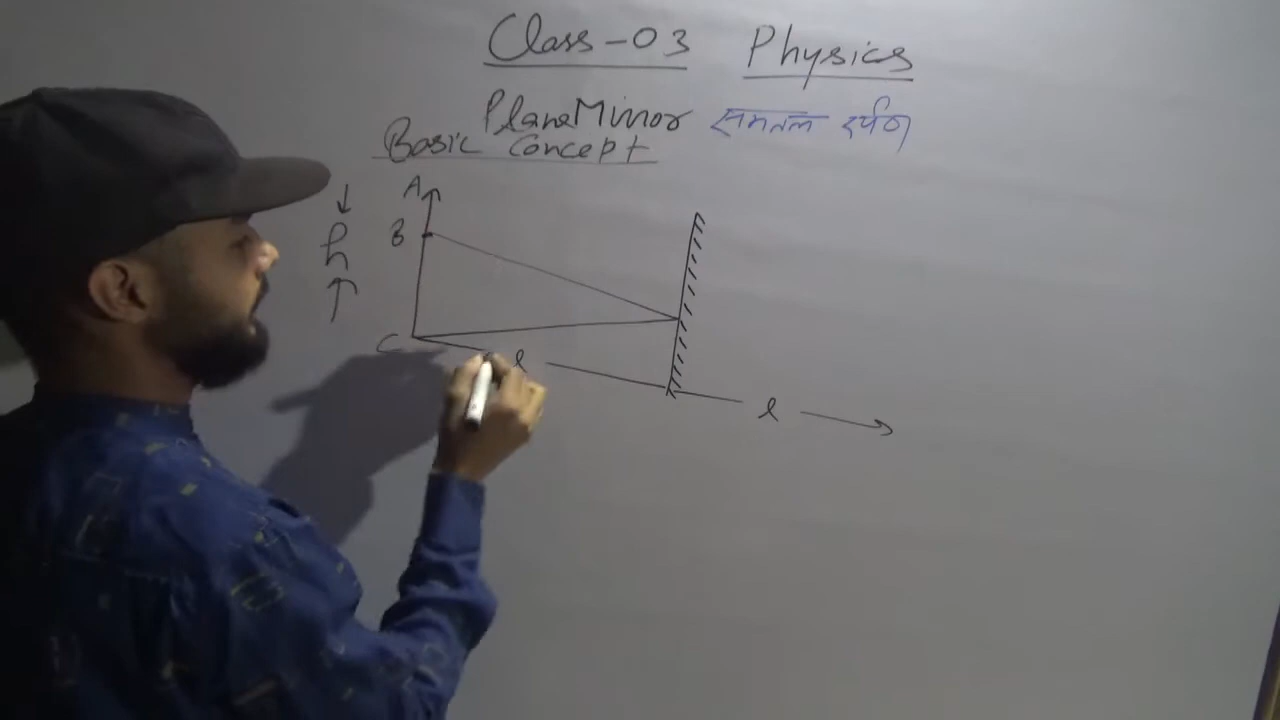 Class-03 Physics
Plane Mirror समतल दर्पण
Basic Concept
A
B
h
C
l
l